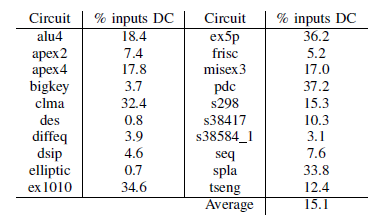 Circuit % inputs DC Circuit % inputs DC
alu4 18.4 ex5p 36.2
apex2 7.4 frisc 5.2
apex4 17.8 misex3 17.0
bigkey 3.7 pdc 37.2
clma 32.4 s298 15.3
des 0.8 s38417 10.3
diffeq 3.9 s38584_1 3.1
dsip 4.6 seq 7.6
elliptic 0.7 spla 33.8
ex1010 34.6 tseng 12.4
Average 15.1